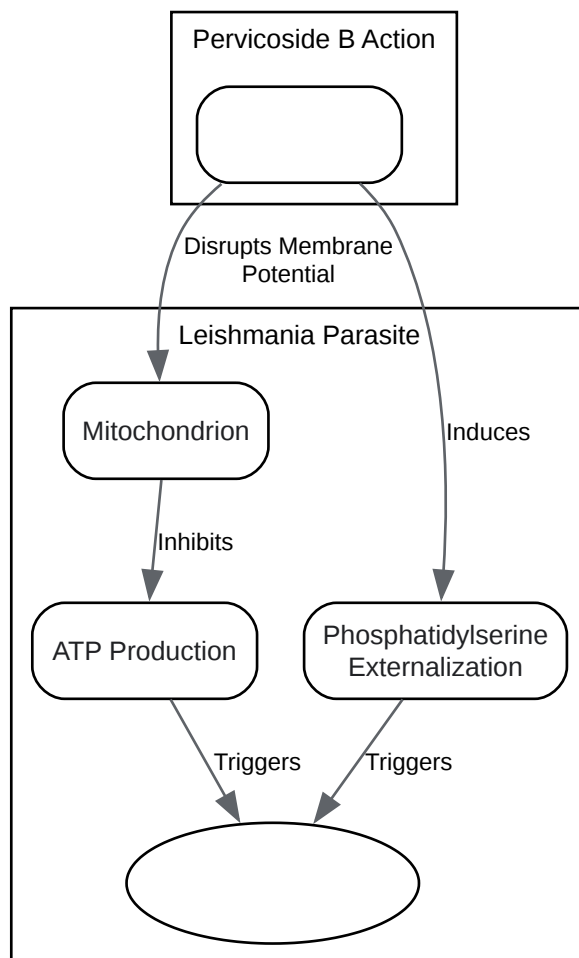 Pervicoside B Action
Disrupts Membrane
Potential
Leishmania Parasite
Mitochondrion
Induces
Inhibits
ATP Production
Phosphatidylserine
Externalization
Triggers
Triggers